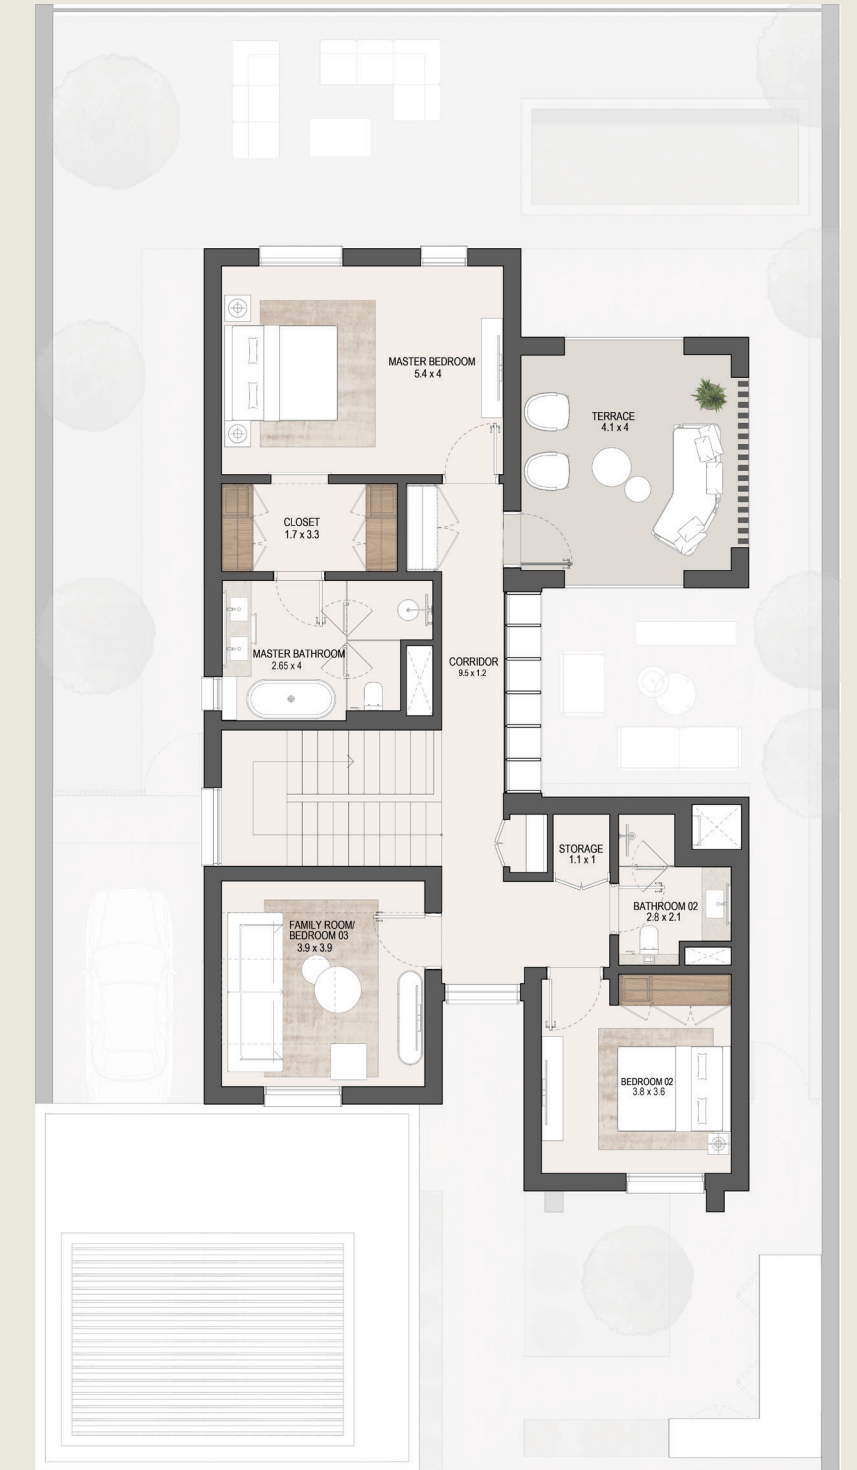 MASTER BEDROOM
5.4 x 4
TERRACE
4.1 x 4
CLOSET
1.7 x 3.3
MASTER BATHROOM
2.65 x 4
CORRIDOR
9.5 x 1.2
STORAGE
1.1 x 1
BATHROOM 02
2.8 x 2.1
FAMILY ROOM/
BEDROOM 03
3.9 x 3.9
BEDROOM 02
3.8 x 3.6